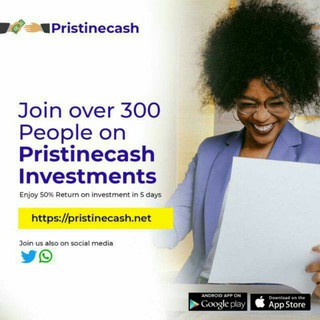 Pristinecash
Join over 300
People on
Pristinecash
Investments
Enjoy 50% Return on investment in 5 days
https://pristinecash.net
Join us also on social media
ANDROID APP ON
Google play
Download on the
App Store